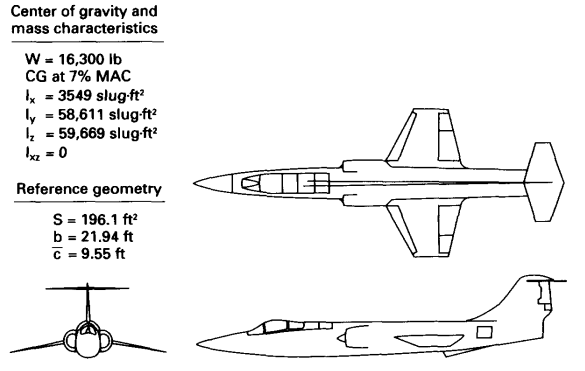 Center of gravity and
mass characteristics
W = 16,300 lb
CG at 7% MAC
Iₓ = 3549 slug·ft²
Iᵧ = 58,611 slug·ft²
I_z = 59,669 slug·ft²
I_xz = 0
Reference geometry
S = 196.1 ft²
b = 21.94 ft
c̅ = 9.55 ft